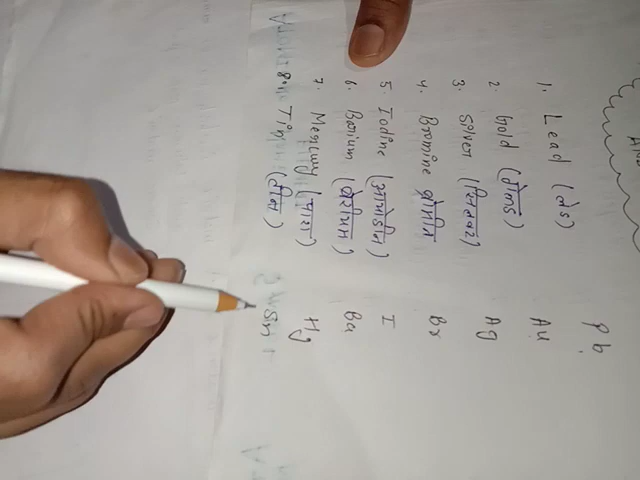 1. Lead (लेड) Pb
2. Gold (गोल्ड) Au
3. Silver (सिल्वर) Ag
4. Bromine ब्रोमीन Br
5. Iodine (आयोडीन) I
6. Barium (बेरीयम) Ba
7. Mercury (पारा) Hg
8. Tin (टीन) Sn